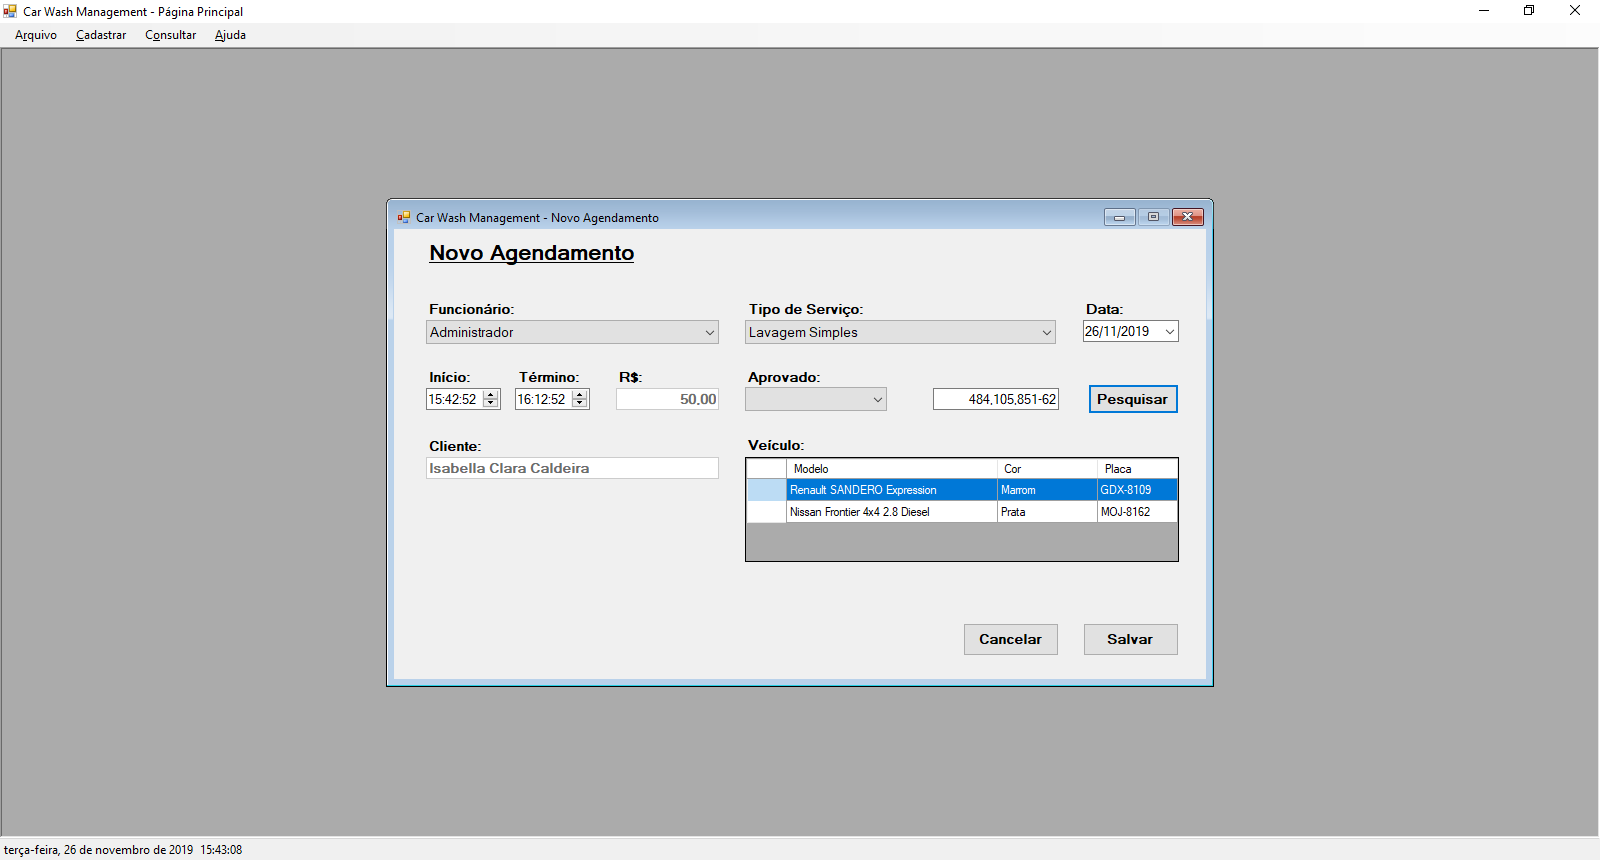 Car Wash Management - Página Principal
Arquivo Cadastrar Consultar Ajuda
Car Wash Management - Novo Agendamento
Novo Agendamento
Funcionário: Tipo de Serviço: Data:
Administrador Lavagem Simples 26/11/2019
Início: Término: R$: Aprovado:
15:42:52 16:12:52 50,00 484,105,851-62 Pesquisar
Cliente: Veículo:
Isabella Clara Caldeira
Modelo Cor Placa
Renault SANDERO Expression Marrom GDX-8109
Nissan Frontier 4x4 2.8 Diesel Prata MOJ-8162
Cancelar Salvar
terça-feira, 26 de novembro de 2019 15:43:08